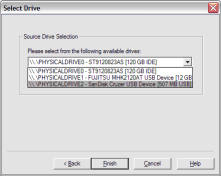 Select Drive
Source Drive Selection
Please select from the following available drives:
\\.\PHYSICALDRIVE0 - ST9120823AS [120 GB IDE]
\\.\PHYSICALDRIVE0 - ST9120823AS [120 GB IDE]
\\.\PHYSICALDRIVE1 - FUJITSU MHK2120AT USB Device [12 GB
\\.\PHYSICALDRIVE2 - SanDisk Cruzer USB Device [507 MB USB]
< Back
Finish
Cancel
Help